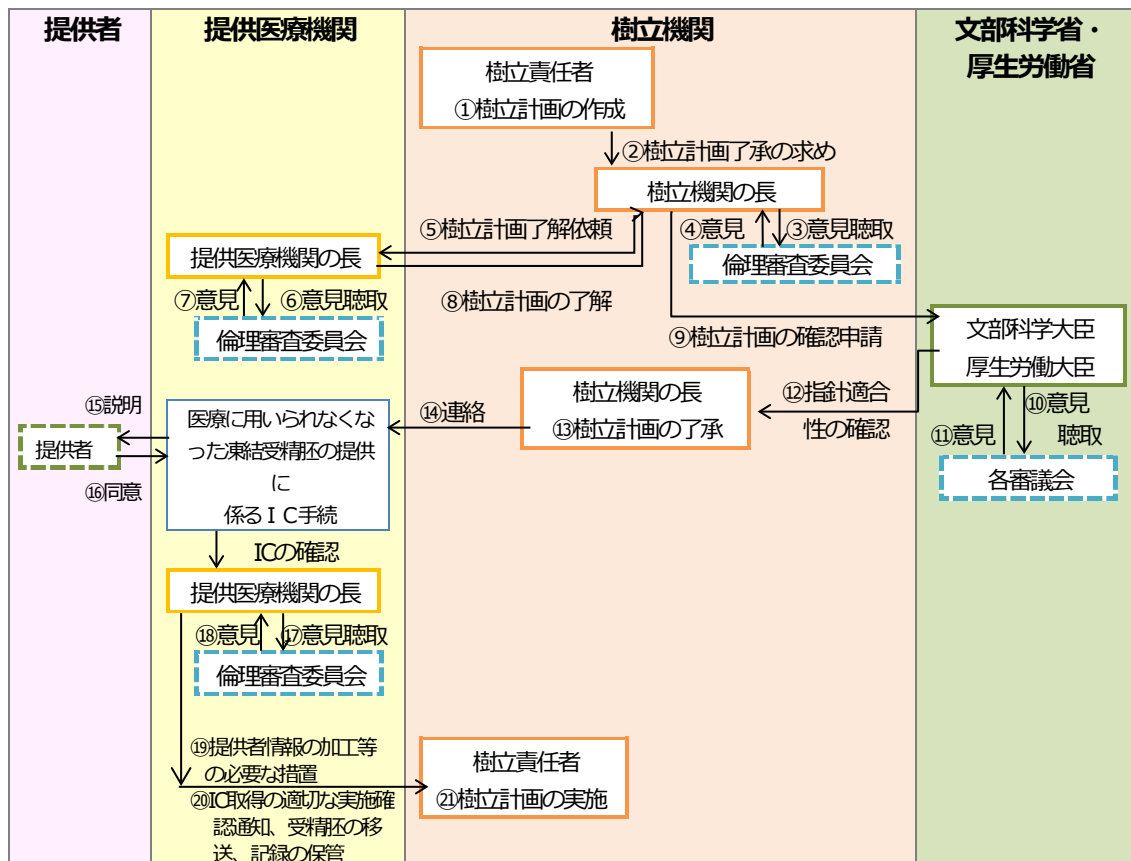 提供者
提供医療機関
樹立機関
文部科学省・
厚生労働省
樹立責任者
①樹立計画の作成
②樹立計画了承の求め
樹立機関の長
⑤樹立計画了解依頼
④意見
③意見聴取
提供医療機関の長
倫理審査委員会
⑦意見
⑥意見聴取
⑧樹立計画の了解
倫理審査委員会
⑨樹立計画の確認申請
文部科学大臣
厚生労働大臣
樹立機関の長
⑬樹立計画の了承
⑫指針適合
性の確認
⑩意見
聴取
⑪意見
各審議会
⑭連絡
⑮説明
提供者
⑯同意
医療に用いられなくな
った凍結受精胚の提供
に
係るＩＣ手続
ICの確認
提供医療機関の長
⑱意見
⑰意見聴取
倫理審査委員会
⑲提供者情報の加工等
の必要な措置
⑳IC取得の適切な実施確
認通知、受精胚の移
送、記録の保管
樹立責任者
㉑樹立計画の実施